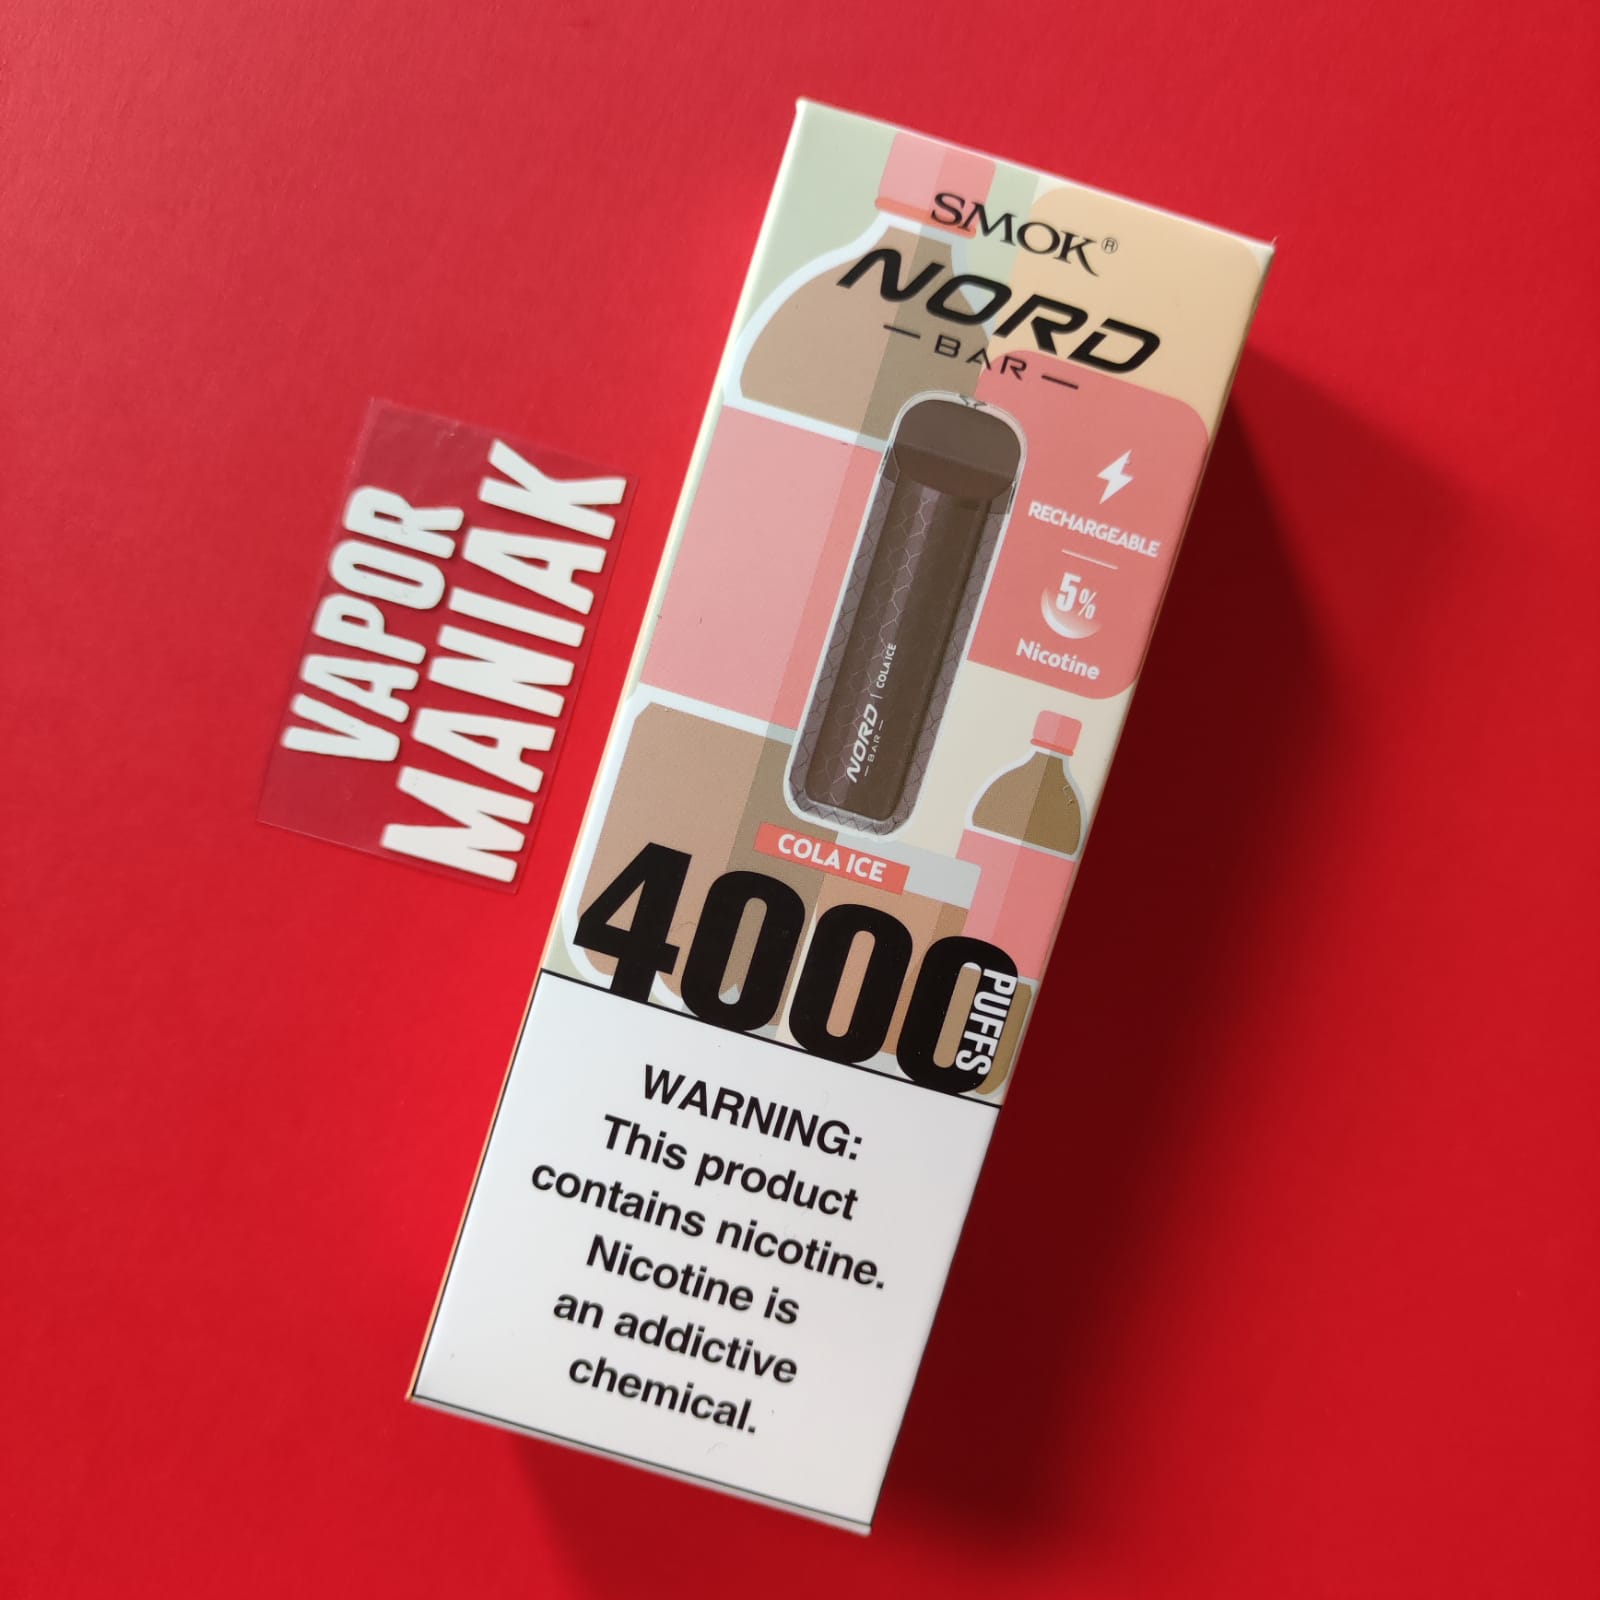 VAPOR
MANIAK
SMOK®
NORD
— BAR —
RECHARGEABLE
5%
Nicotine
NORD
— BAR —
COLA ICE
COLA ICE
4000
PUFFS
WARNING:
This product
contains nicotine.
Nicotine is
an addictive
chemical.